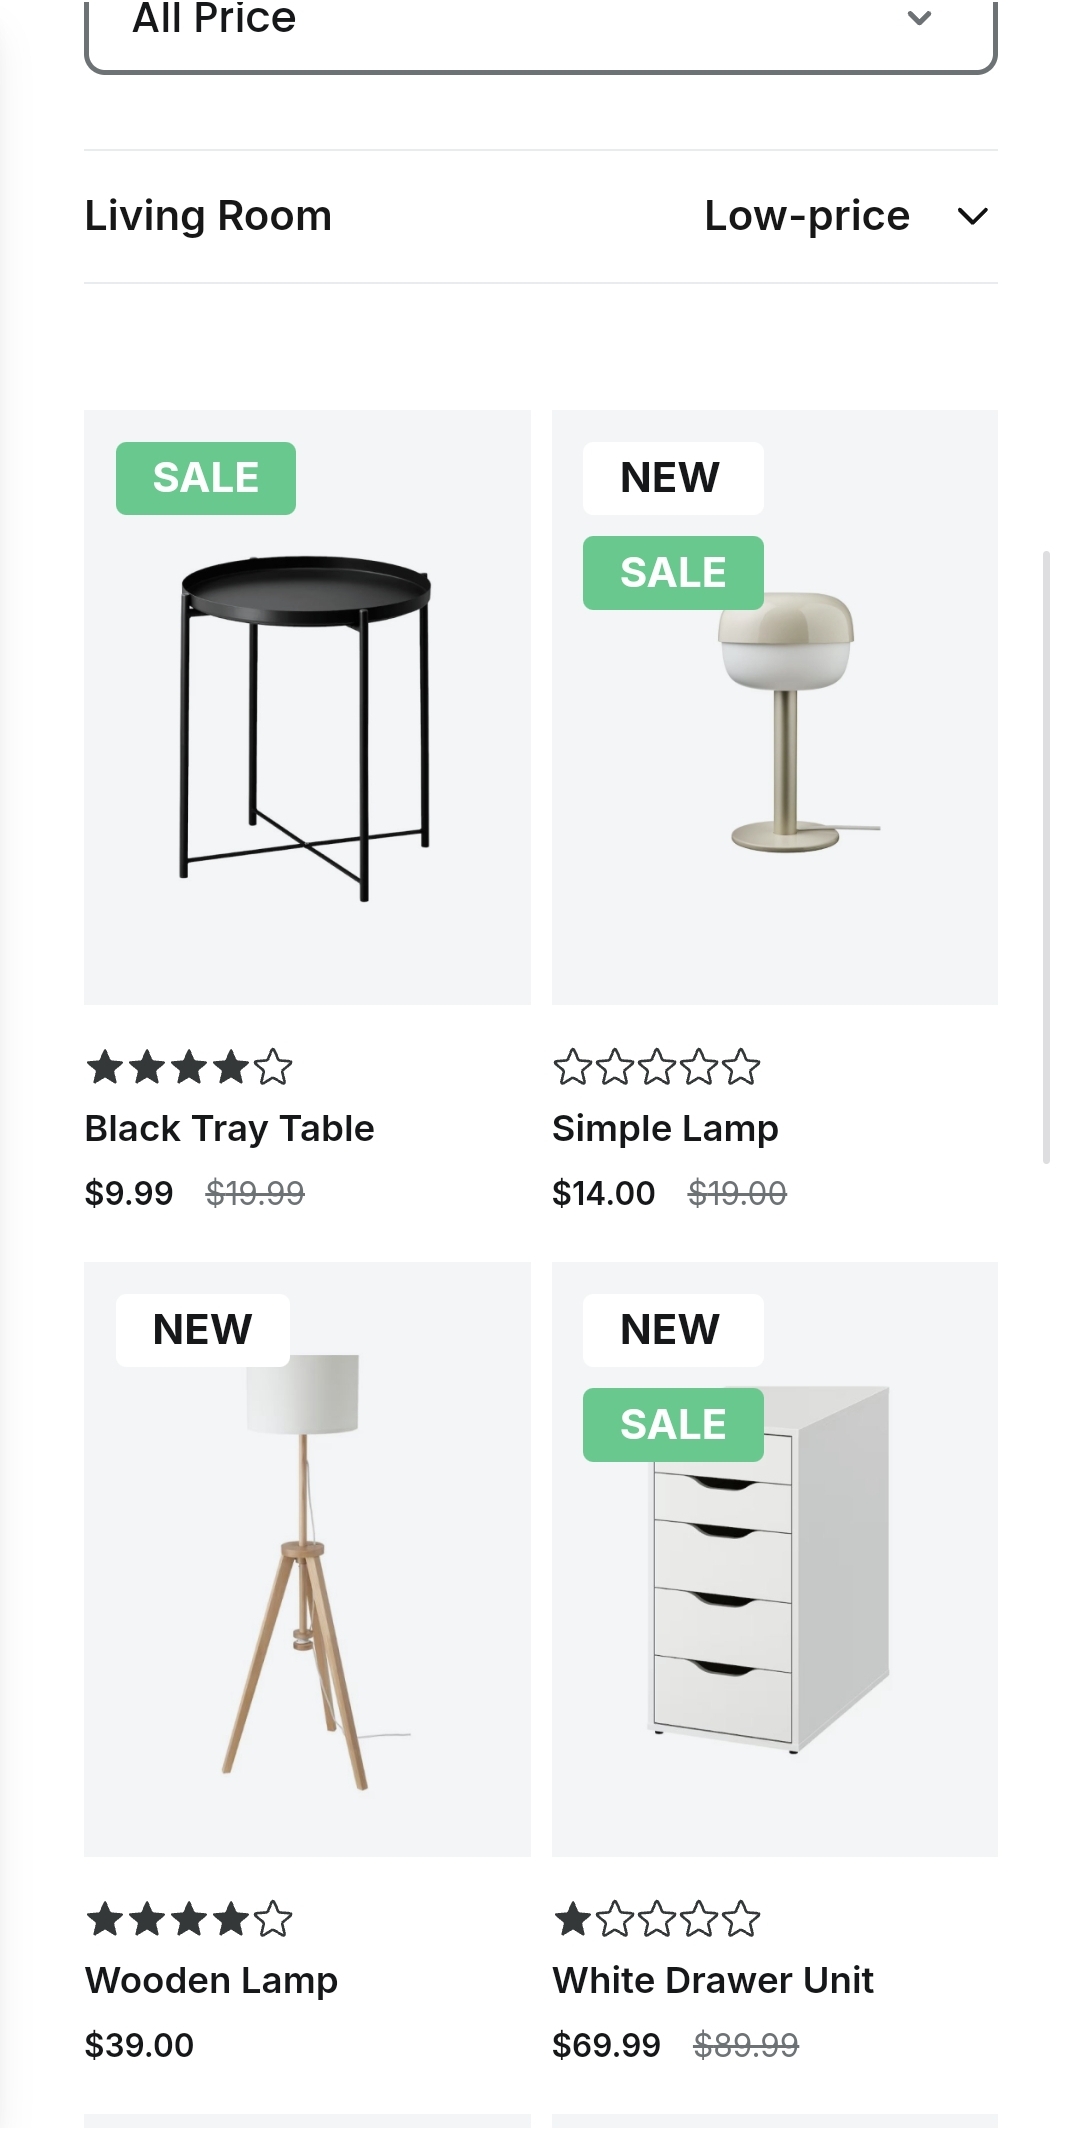 All Price
Living Room Low-price
SALE
NEW
SALE
Black Tray Table
$9.99 $19.99
Simple Lamp
$14.00 $19.00
NEW
NEW
SALE
Wooden Lamp
$39.00
White Drawer Unit
$69.99 $89.99